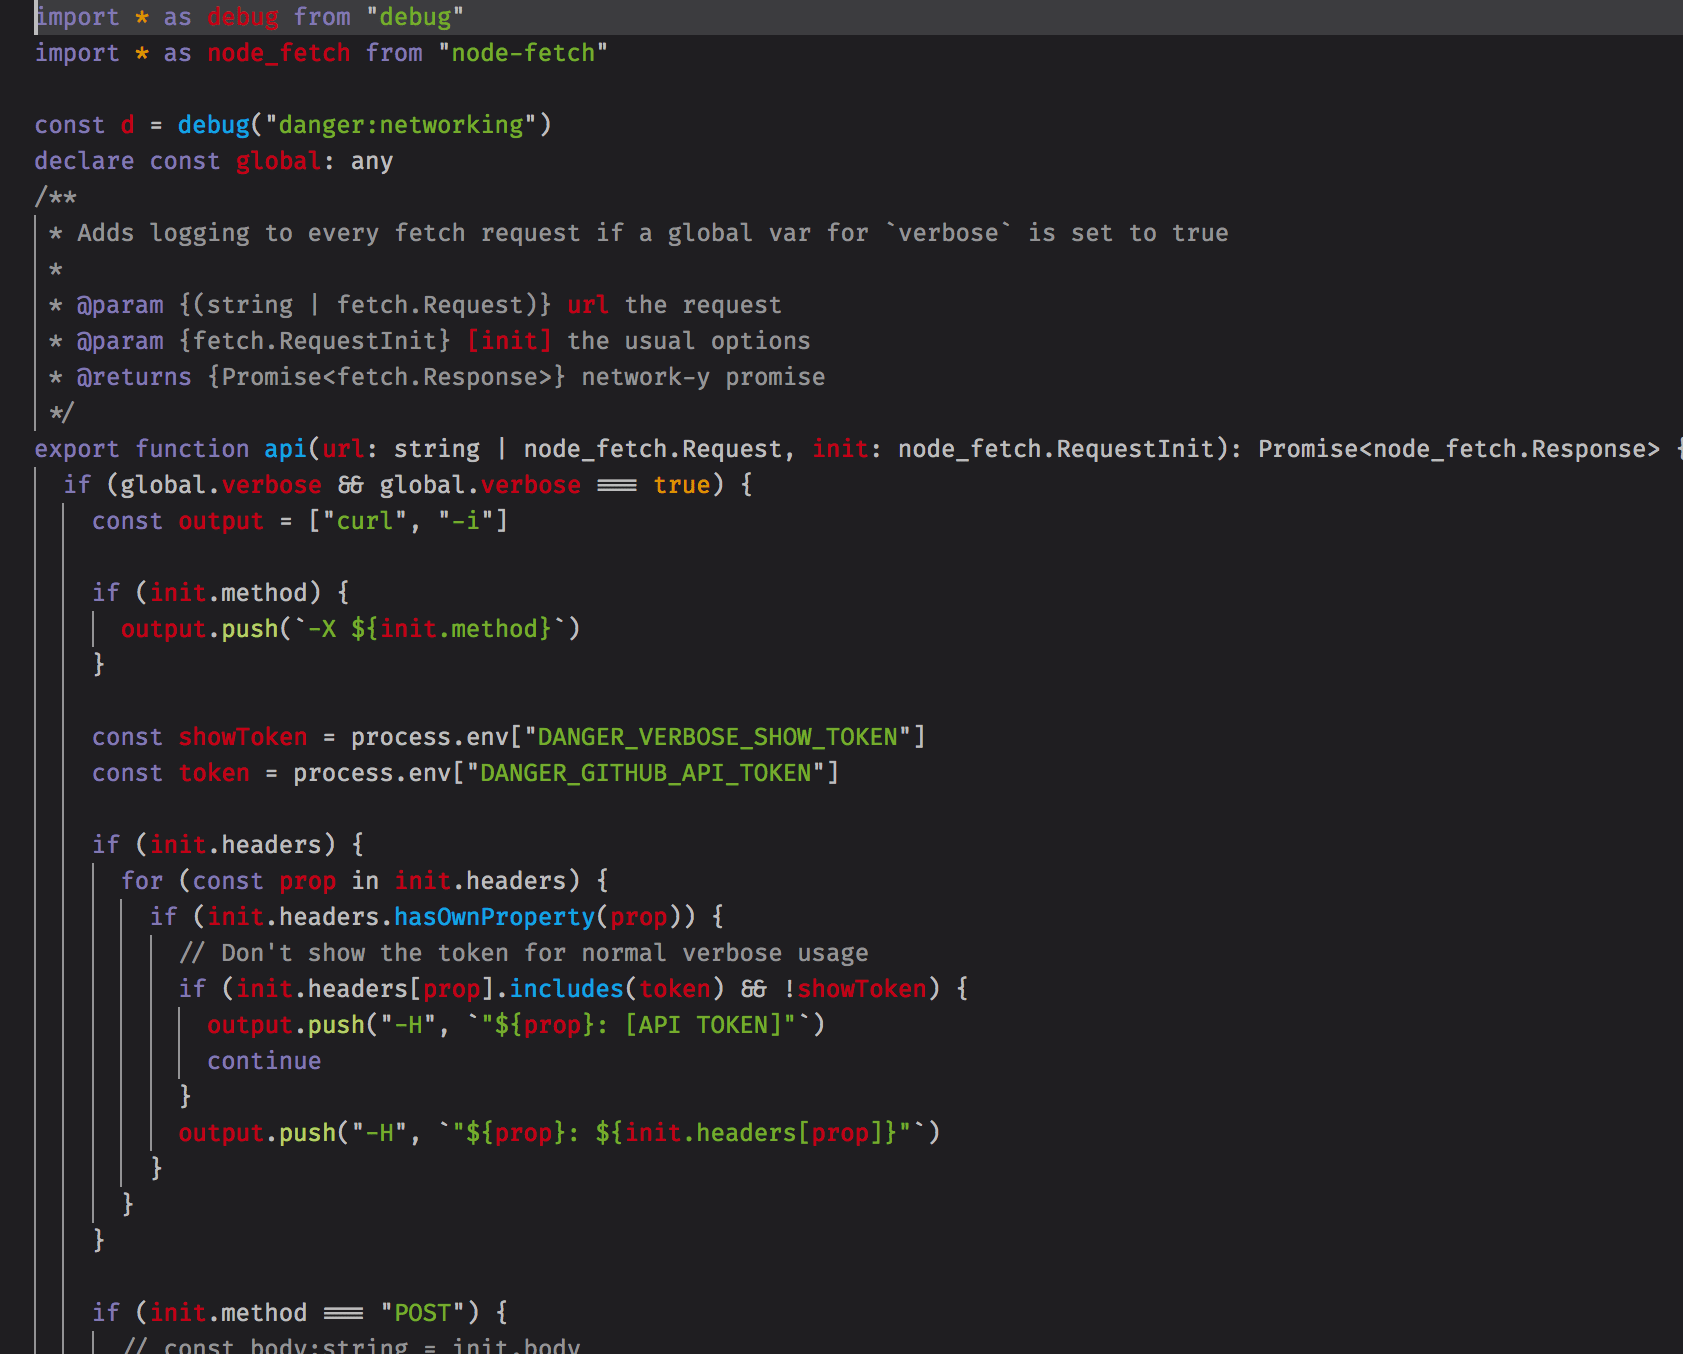 import * as debug from "debug"
import * as node_fetch from "node-fetch"
const d = debug("danger:networking")
declare const global: any
/**
* Adds logging to every fetch request if a global var for `verbose` is set to true
*
* @param {(string | fetch.Request)} url the request
* @param {fetch.RequestInit} [init] the usual options
* @returns {Promise<fetch.Response>} network-y promise
*/
export function api(url: string | node_fetch.Request, init: node_fetch.RequestInit): Promise<node_fetch.Response> {
if (global.verbose && global.verbose === true) {
const output = ["curl", "-i"]
if (init.method) {
output.push(`-X ${init.method}`)
}
const showToken = process.env["DANGER_VERBOSE_SHOW_TOKEN"]
const token = process.env["DANGER_GITHUB_API_TOKEN"]
if (init.headers) {
for (const prop in init.headers) {
if (init.headers.hasOwnProperty(prop)) {
// Don't show the token for normal verbose usage
if (init.headers[prop].includes(token) && !showToken) {
output.push("-H", `"${prop}: [API TOKEN]"`)
continue
}
output.push("-H", `"${prop}: ${init.headers[prop]}"`)
}
}
}
if (init.method === "POST") {
// const body:string = init.body